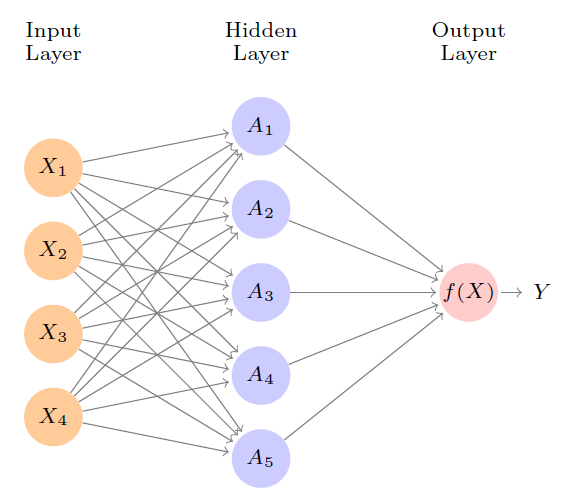 Input
Layer
Hidden
Layer
Output
Layer
X₁
X₂
X₃
X₄
A₁
A₂
A₃
A₄
A₅
f(X)
Y